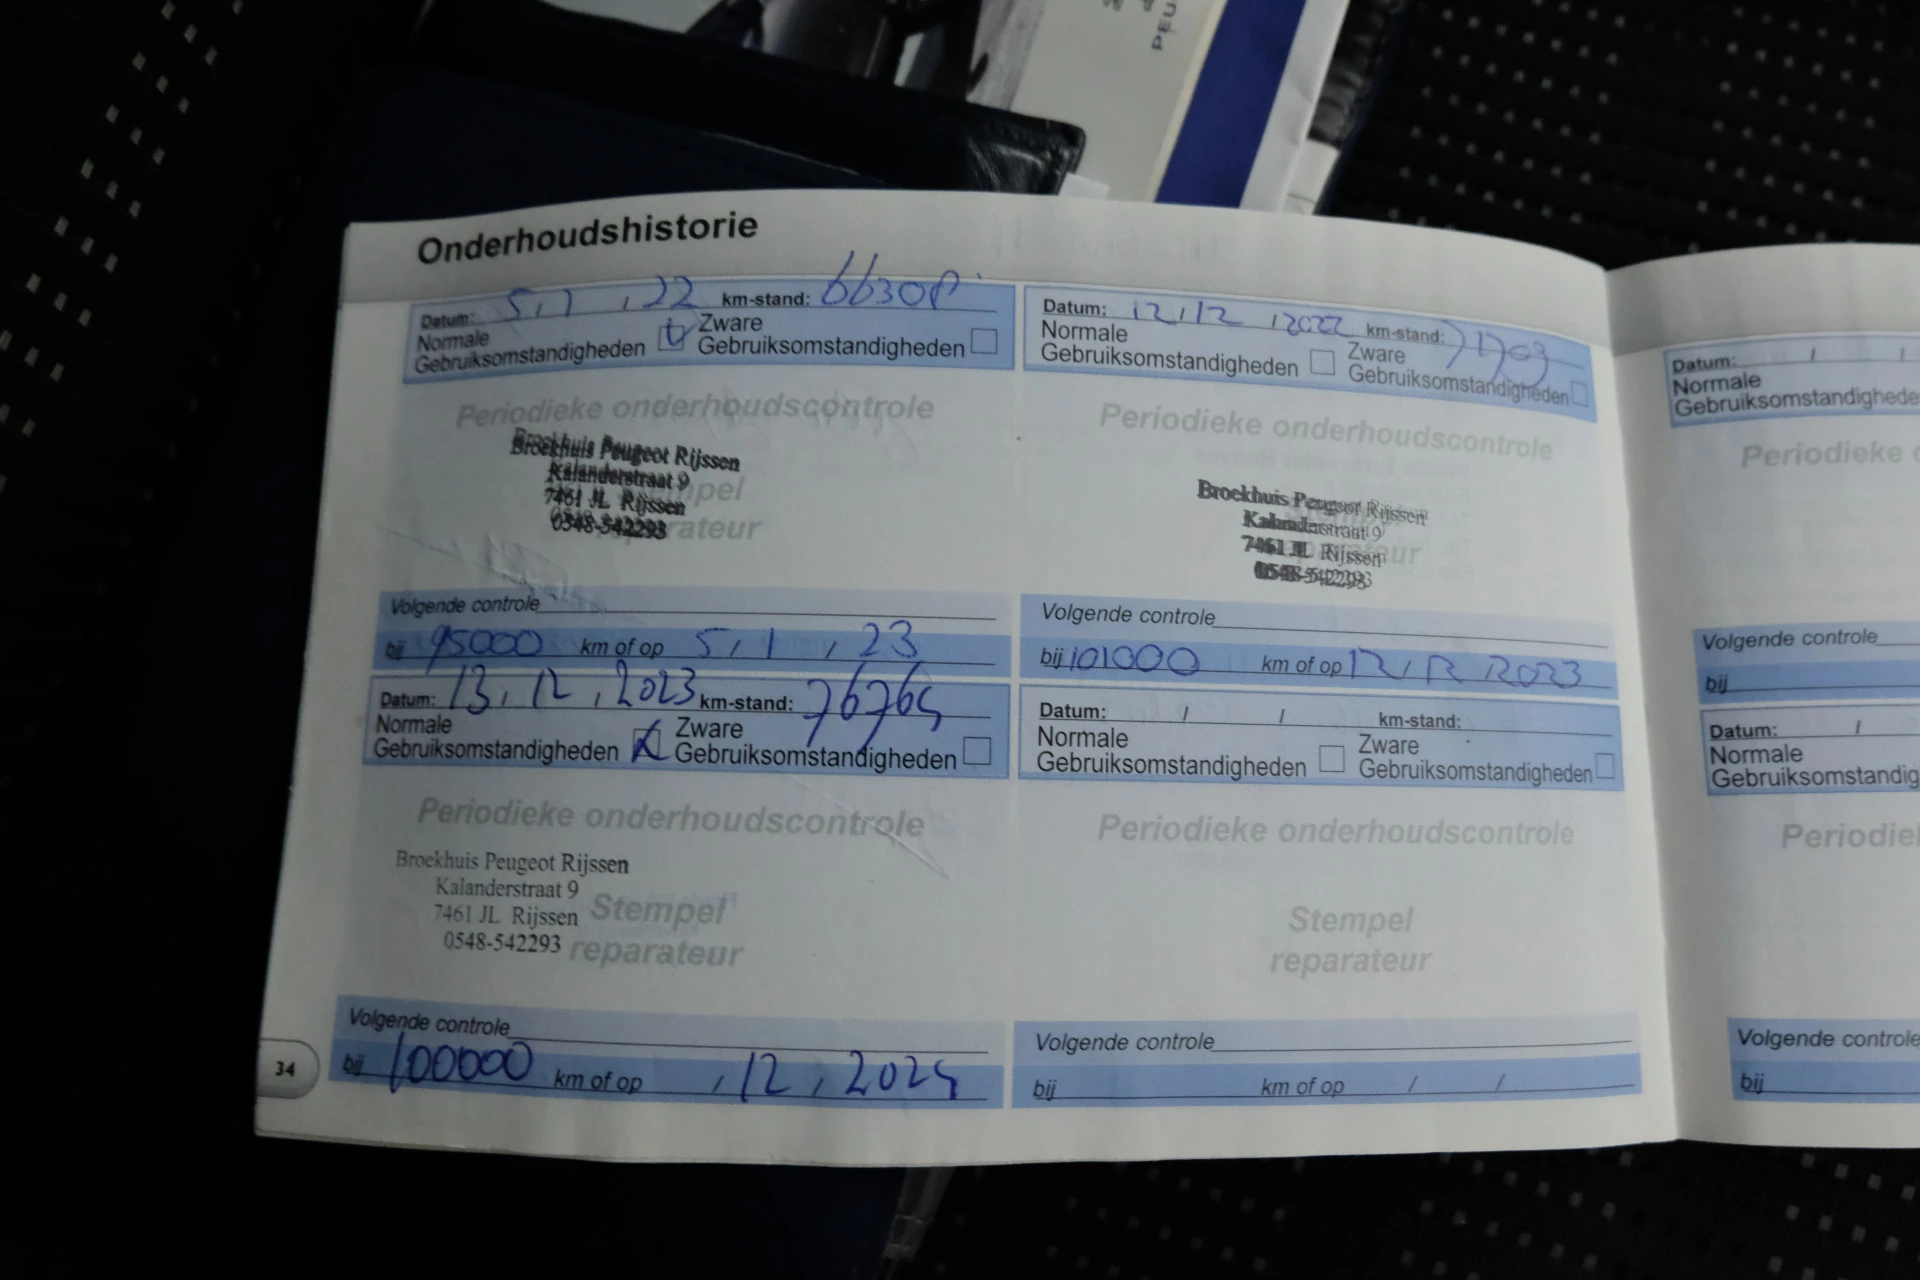 PEU
Onderhoudshistorie
Datum: 5 / 1 / 22 km-stand: 66308
Normale
Gebruiksomstandigheden
Zware
Gebruiksomstandigheden
Periodieke onderhoudscontrole
Broekhuis Peugeot Rijssen
Kalanderstraat 9
7461 JL Rijssen
0548-542293
Volgende controle
bij 95000 km of op 5 / 1 / 23
Datum: 12 / 12 / 2022 km-stand: 71703
Normale
Gebruiksomstandigheden
Zware
Gebruiksomstandigheden
Periodieke onderhoudscontrole
Broekhuis Peugeot Rijssen
Kalanderstraat 9
7461 JL Rijssen
0548-542293
Volgende controle
bij 101000 km of op 12 / 12 / 2023
Datum: 13 / 12 / 2023 km-stand: 76765
Normale
Gebruiksomstandigheden
Zware
Gebruiksomstandigheden
Periodieke onderhoudscontrole
Broekhuis Peugeot Rijssen
Kalanderstraat 9
7461 JL Rijssen
0548-542293
Stempel
reparateur
Volgende controle
bij 100000 km of op / 12 / 2025
Datum: / / km-stand:
Normale
Gebruiksomstandigheden
Zware
Gebruiksomstandigheden
Periodieke onderhoudscontrole
Stempel
reparateur
Volgende controle
bij km of op / /
34
Datum: / /
Normale
Gebruiksomstandighede
Periodieke
Volgende controle
bij
Datum: /
Normale
Gebruiksomstandig
Periodie
Volgende controle
bij